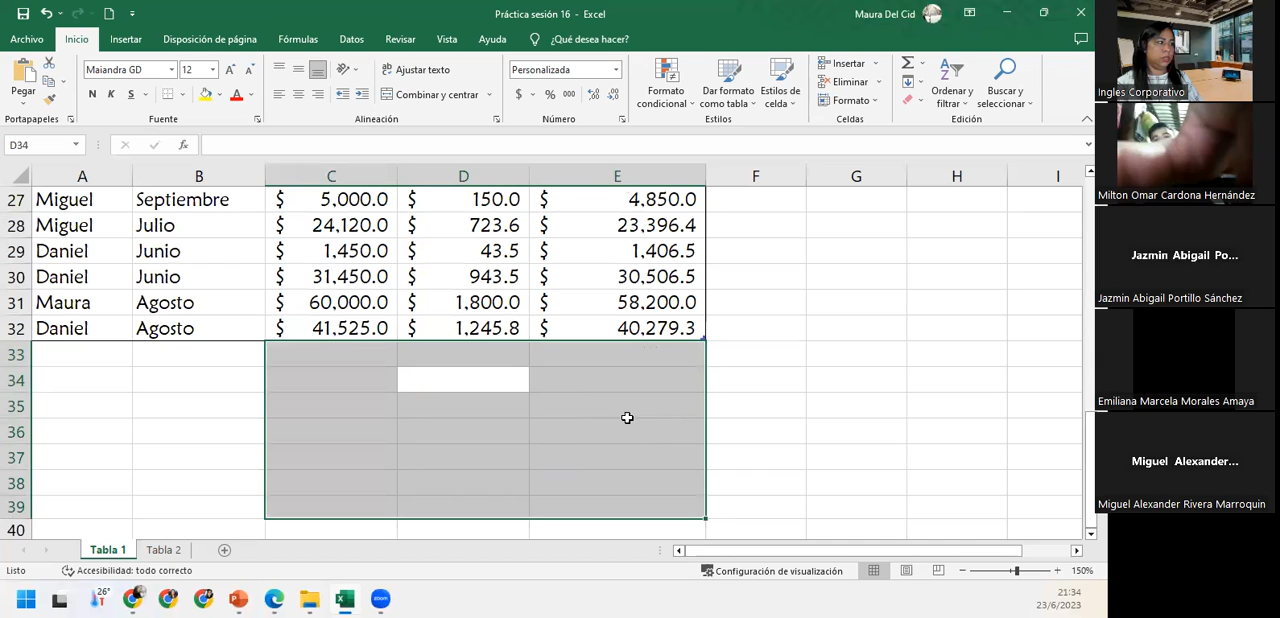 Práctica sesión 16 - Excel
Maura Del Cid
Archivo Inicio Insertar Disposición de página Fórmulas Datos Revisar Vista Ayuda ¿Qué desea hacer?
Pegar
Maiandra GD 12
N K S
Ajustar texto
Combinar y centrar
Personalizada
$ % 000
Formato condicional
Dar formato como tabla
Estilos de celda
Insertar
Eliminar
Formato
Ordenar y filtrar
Buscar y seleccionar
Portapapeles Fuente Alineación Número Estilos Celdas Edición
D34 fx
A B C D E F G H I
27 Miguel Septiembre $ 5,000.0 $ 150.0 $ 4,850.0
28 Miguel Julio $ 24,120.0 $ 723.6 $ 23,396.4
29 Daniel Junio $ 1,450.0 $ 43.5 $ 1,406.5
30 Daniel Junio $ 31,450.0 $ 943.5 $ 30,506.5
31 Maura Agosto $ 60,000.0 $ 1,800.0 $ 58,200.0
32 Daniel Agosto $ 41,525.0 $ 1,245.8 $ 40,279.3
33
34
35
36
37
38
39
40
Tabla 1 Tabla 2
Listo Accesibilidad: todo correcto Configuración de visualización 150%
26°
zoom
21:34
23/6/2023
Ingles Corporativo
Milton Omar Cardona Hernández
Jazmin Abigail Po...
Jazmin Abigail Portillo Sánchez
Emiliana Marcela Morales Amaya
Miguel Alexander...
Miguel Alexander Rivera Marroquin